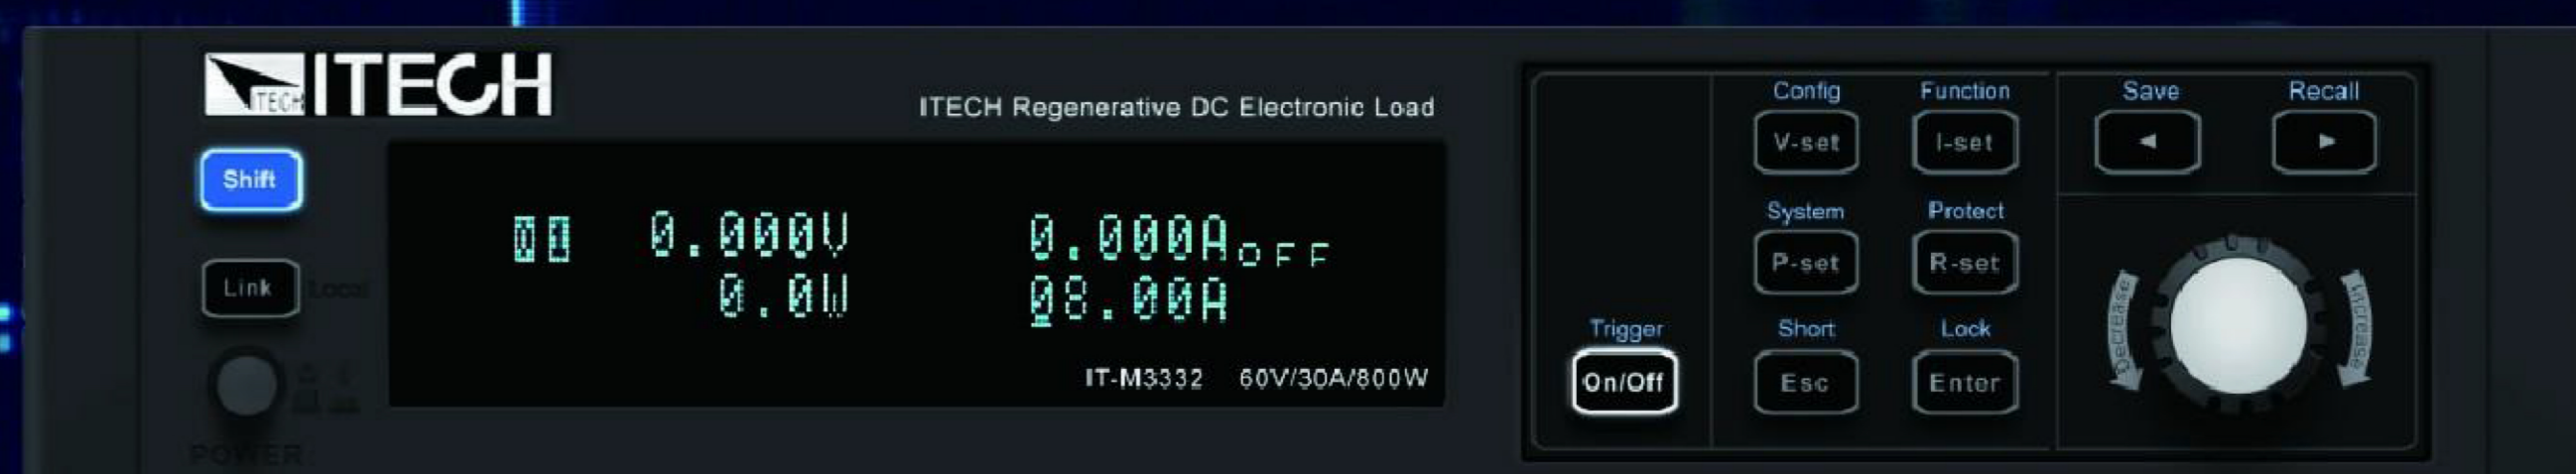 ITECH ITECH
ITECH Regenerative DC Electronic Load
Shift
01 0.000V 0.000A OFF
0.0W 08.00A
Link Local
IT-M3332 60V/30A/800W
POWER
Trigger
On/Off
Config Function
V-set I-set
System Protect
P-set R-set
Short Lock
Esc Enter
Save Recall
Decrease Increase